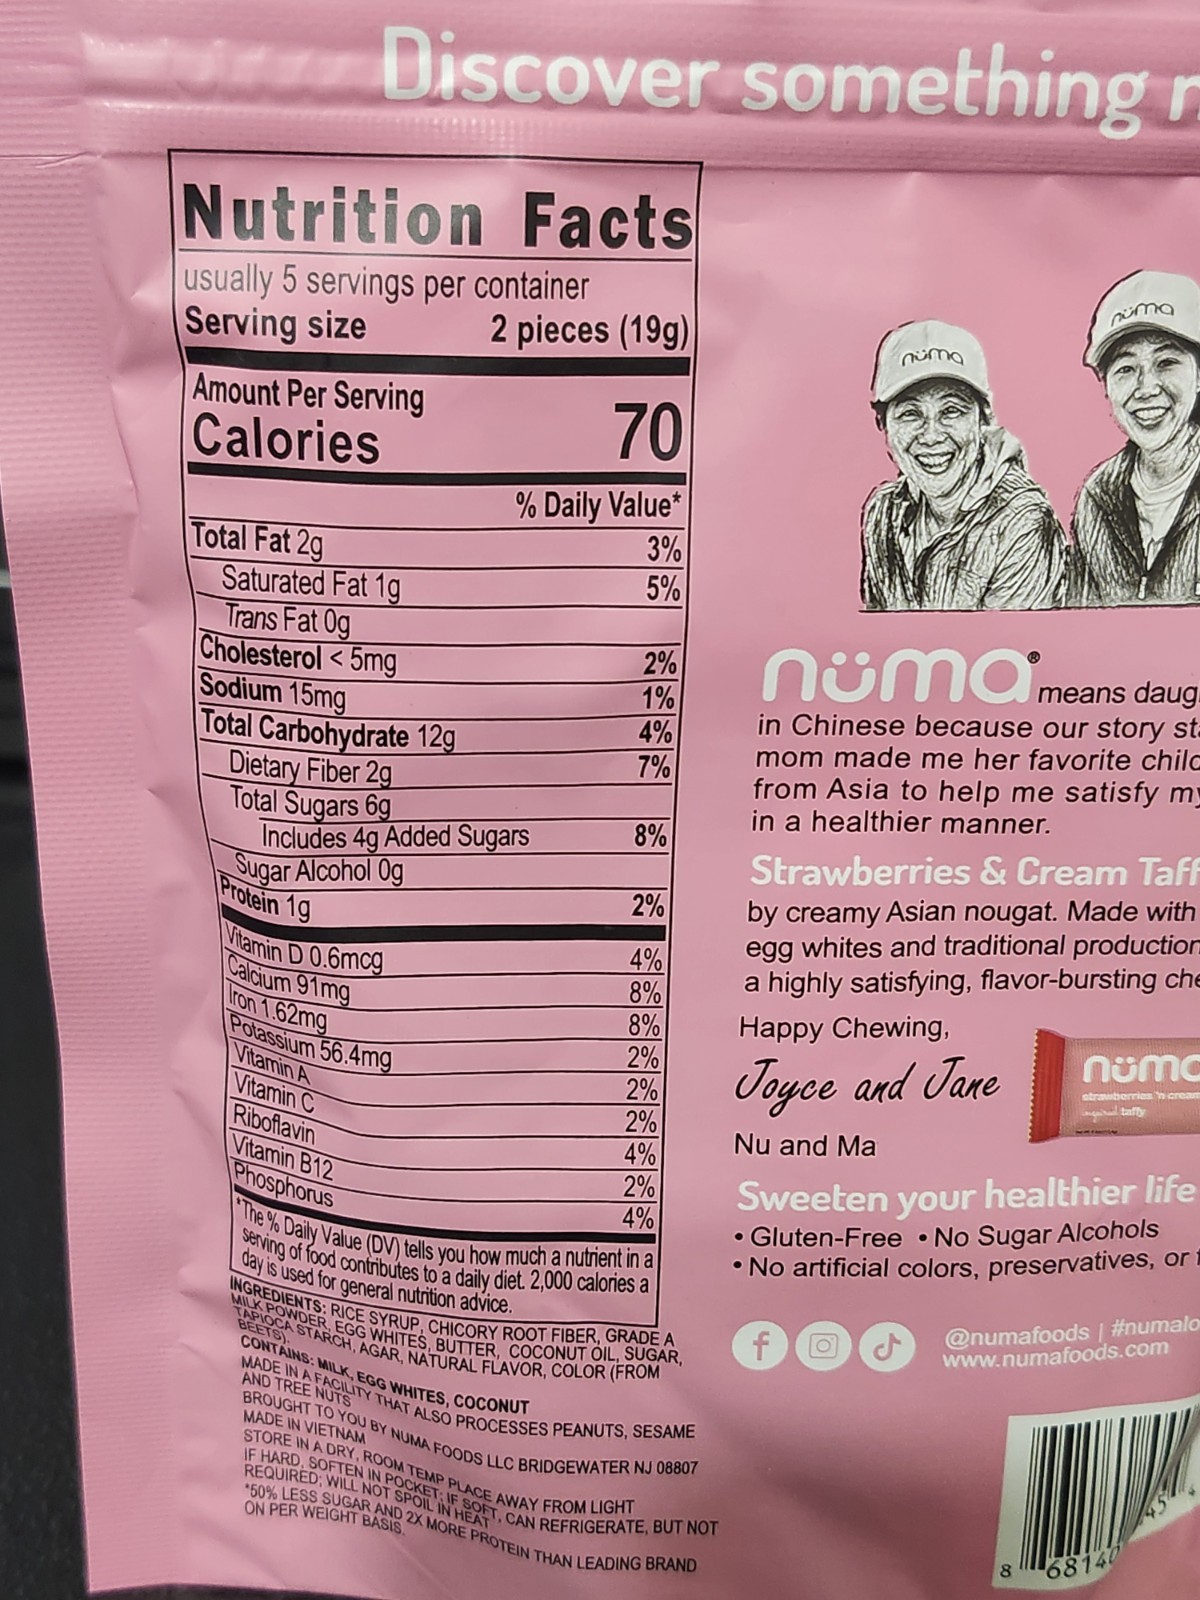 Discover something
Nutrition Facts
usually 5 servings per container
Serving size 2 pieces (19g)
Amount Per Serving
Calories 70
% Daily Value*
Total Fat 2g 3%
Saturated Fat 1g 5%
Trans Fat 0g
Cholesterol < 5mg 2%
Sodium 15mg 1%
Total Carbohydrate 12g 4%
Dietary Fiber 2g 7%
Total Sugars 6g
Includes 4g Added Sugars 8%
Sugar Alcohol 0g
Protein 1g 2%
Vitamin D 0.6mcg 4%
Calcium 91mg 8%
Iron 1.62mg 8%
Potassium 56.4mg 2%
Vitamin A 2%
Vitamin C 2%
Riboflavin 4%
Vitamin B12 2%
Phosphorus 4%
*The % Daily Value (DV) tells you how much a nutrient in a
serving of food contributes to a daily diet. 2,000 calories a
day is used for general nutrition advice.
INGREDIENTS: RICE SYRUP, CHICORY ROOT FIBER, GRADE A
MILK POWDER, EGG WHITES, BUTTER, COCONUT OIL, SUGAR,
TAPIOCA STARCH, AGAR, NATURAL FLAVOR, COLOR (FROM
BEETS).
CONTAINS: MILK, EGG WHITES, COCONUT
MADE IN A FACILITY THAT ALSO PROCESSES PEANUTS, SESAME
AND TREE NUTS
BROUGHT TO YOU BY NUMA FOODS LLC BRIDGEWATER NJ 08807
MADE IN VIETNAM
STORE IN A DRY, ROOM TEMP PLACE AWAY FROM LIGHT
IF HARD, SOFTEN IN POCKET; IF SOFT, CAN REFRIGERATE, BUT NOT
REQUIRED; WILL NOT SPOIL IN HEAT
*50% LESS SUGAR AND 2X MORE PROTEIN THAN LEADING BRAND
ON PER WEIGHT BASIS.
nüma
nüma
nüma® means
in Chinese because our story
mom made me her favorite
from Asia to help me satisfy
in a healthier manner.
Strawberries & Cream
by creamy Asian nougat. Made with
egg whites and traditional production
a highly satisfying, flavor-bursting
Happy Chewing,
Joyce and Jane
Nu and Ma
nüma
strawberries 'n cream
inspired taffy
Sweeten your healthier life
• Gluten-Free • No Sugar Alcohols
• No artificial colors, preservatives, or
@numafoods | #numalo
www.numafoods.com
8 68140